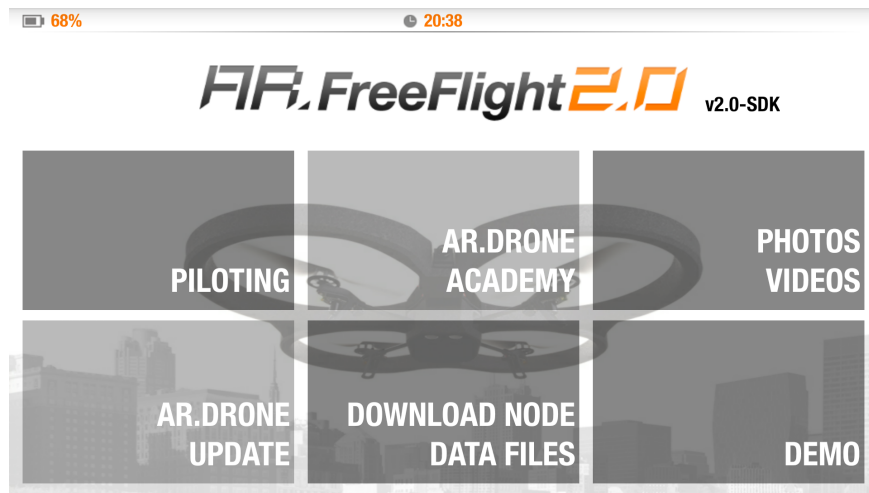 68%
20:38
AR.FreeFlight2.0 v2.0-SDK
PILOTING
AR.DRONE
ACADEMY
PHOTOS
VIDEOS
AR.DRONE
UPDATE
DOWNLOAD NODE
DATA FILES
DEMO